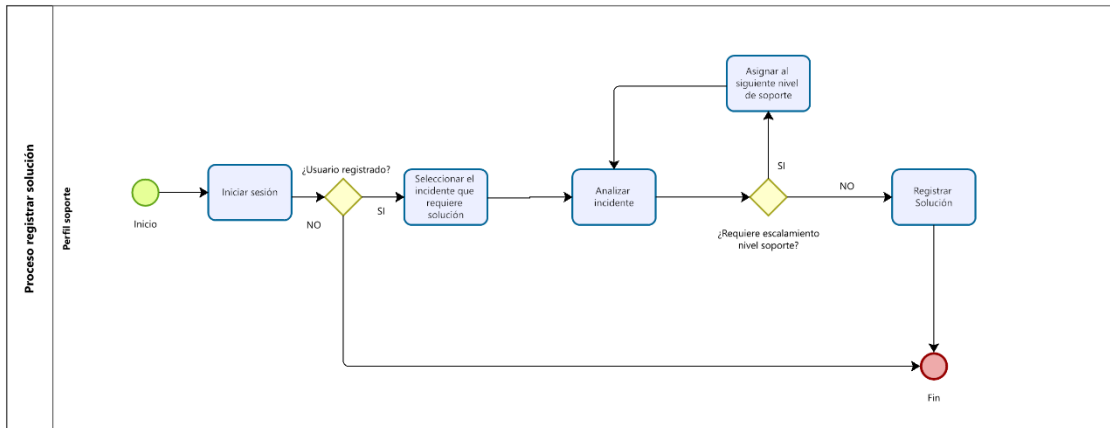 Proceso registrar solución
Perfil soporte
Inicio
Iniciar sesión
¿Usuario registrado?
NO
SI
Seleccionar el
incidente que
requiere
solución
Analizar
incidente
Asignar al
siguiente nivel
de soporte
SI
¿Requiere escalamiento
nivel soporte?
NO
Registrar
Solución
Fin